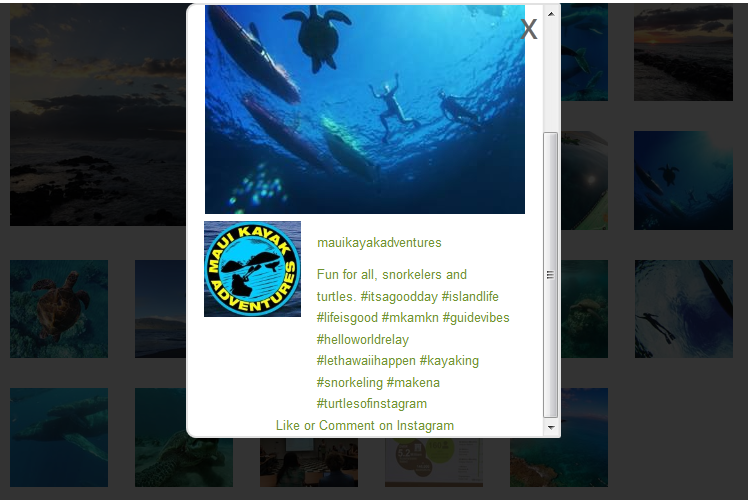 X
MAUI KAYAK
ADVENTURES
mauikayakadventures
Fun for all, snorkelers and
turtles. #itsagoodday #islandlife
#lifeisgood #mkamkn #guidevibes
#helloworldrelay
#lethawaiihappen #kayaking
#snorkeling #makena
#turtlesofinstagram
Like or Comment on Instagram